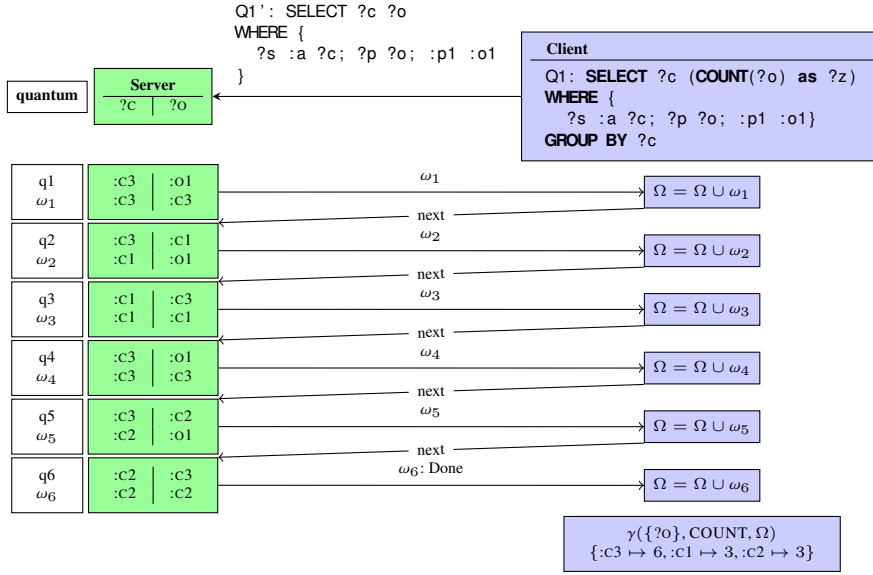 Q1': SELECT ?c ?o
WHERE {
?s :a ?c; ?p ?o; :p1 :o1
}
Client
Q1: SELECT ?c (COUNT(?o) as ?z)
WHERE {
?s :a ?c; ?p ?o; :p1 :o1}
GROUP BY ?c
quantum
Server
?C ?O
q1 :C3 :O1 ω1 Ω = Ω ∪ ω1
ω1 :C3 :C3
next
q2 :C3 :C1 ω2 Ω = Ω ∪ ω2
ω2 :C1 :O1
next
q3 :C1 :C3 ω3 Ω = Ω ∪ ω3
ω3 :C1 :C1
next
q4 :C3 :O1 ω4 Ω = Ω ∪ ω4
ω4 :C3 :C3
next
q5 :C3 :C2 ω5 Ω = Ω ∪ ω5
ω5 :C2 :O1
next
q6 :C2 :C3 ω6: Done Ω = Ω ∪ ω6
ω6 :C2 :C2
γ({?O}, COUNT, Ω)
{:C3 ↦ 6, :C1 ↦ 3, :C2 ↦ 3}